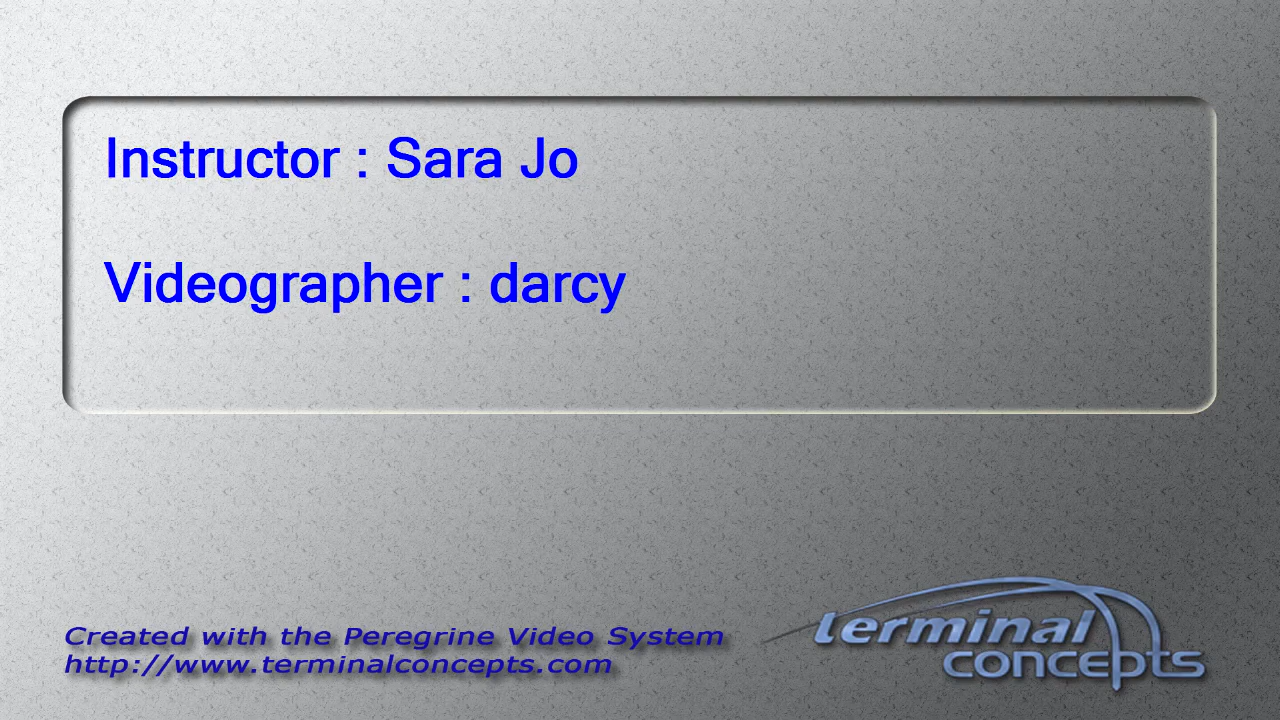 Instructor : Sara Jo
Videographer : darcy
Created with the Peregrine Video System
http://www.terminalconcepts.com
terminal
concepts